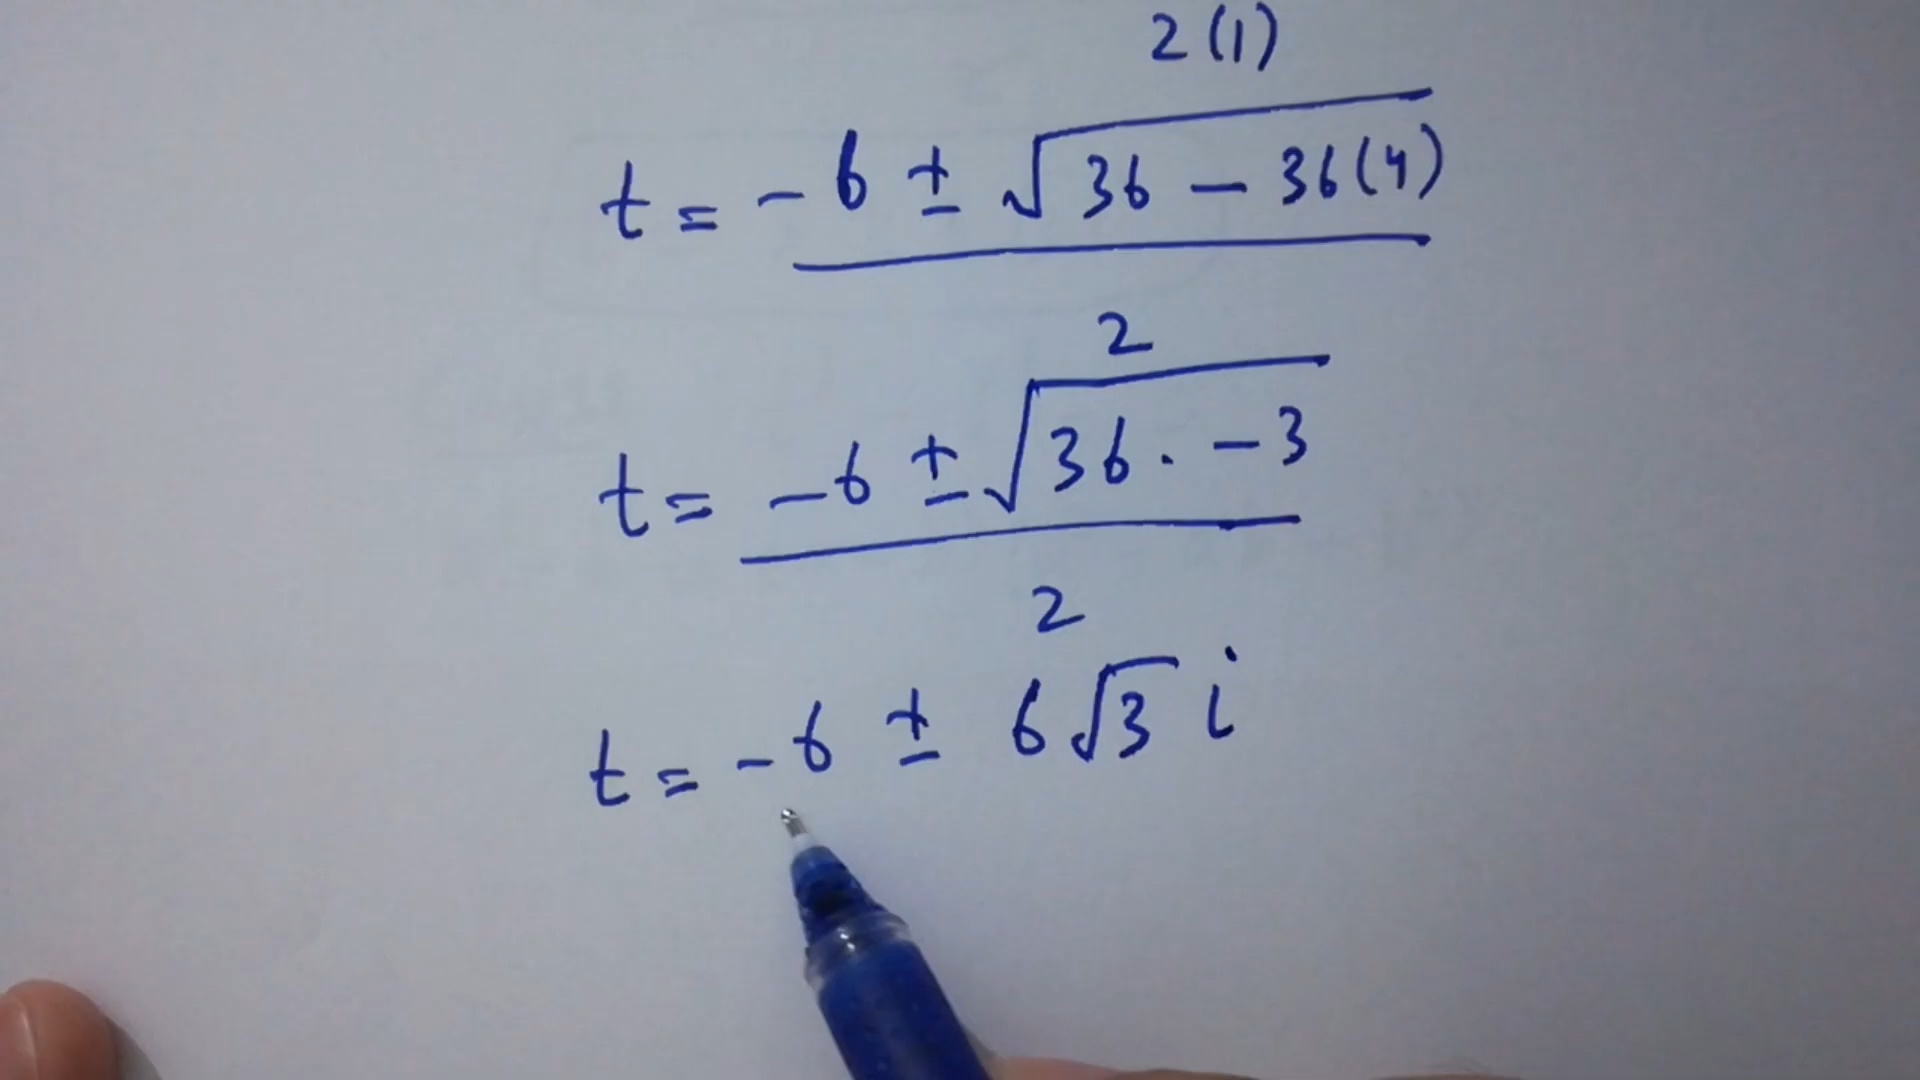 2(1)
t = -6 ± √36 - 36(4)
2
t = -6 ± √36 . -3
2
t = -6 ± 6√3 i